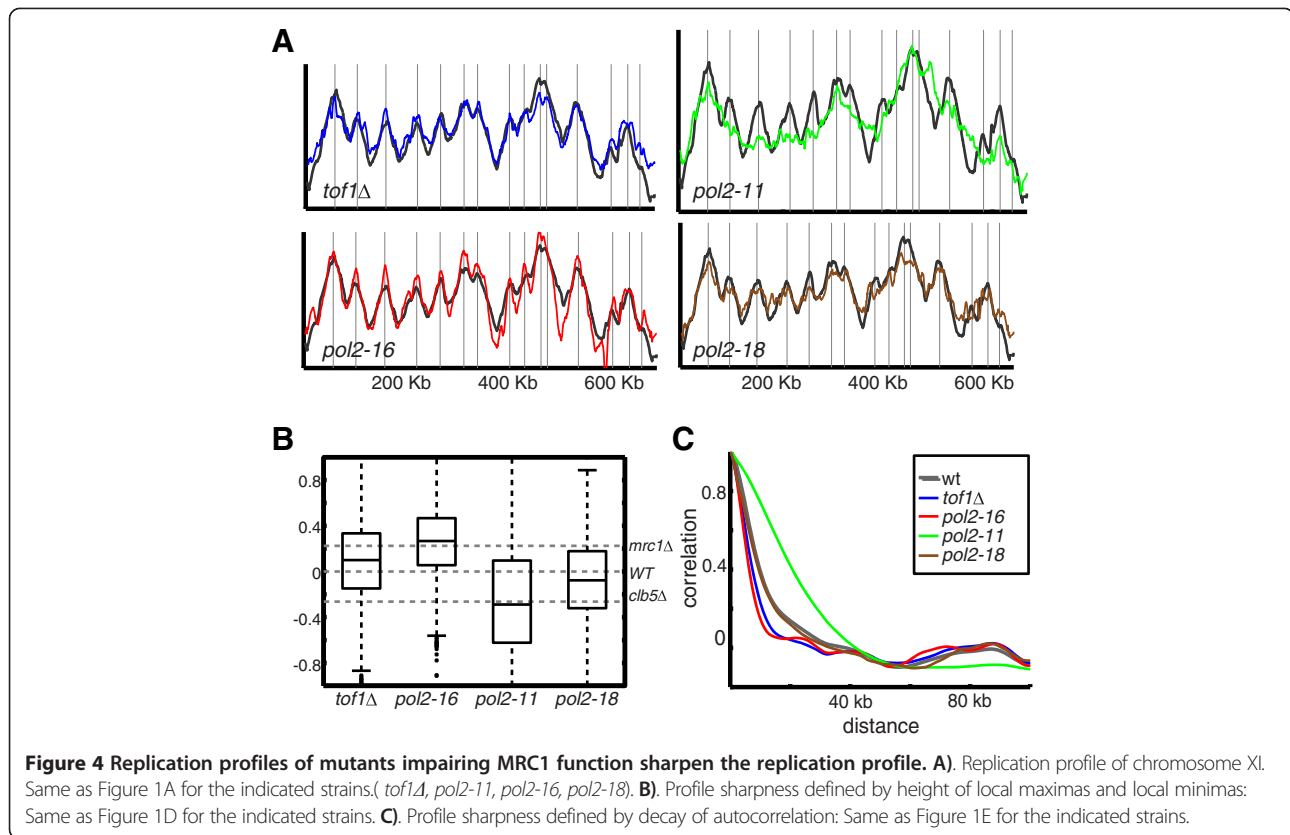 A
tof1Δ
pol2-11
pol2-16
pol2-18
200 Kb 400 Kb 600 Kb
200 Kb 400 Kb 600 Kb
B
0.8
0.4
0
-0.4
-0.8
mrc1Δ
WT
clb5Δ
tof1Δ pol2-16 pol2-11 pol2-18
C
correlation
0.8
0.4
0
40 kb 80 kb
distance
wt
tof1Δ
pol2-16
pol2-11
pol2-18
Figure 4 Replication profiles of mutants impairing MRC1 function sharpen the replication profile. A). Replication profile of chromosome XI.
Same as Figure 1A for the indicated strains.( tof1Δ, pol2-11, pol2-16, pol2-18). B). Profile sharpness defined by height of local maximas and local minimas:
Same as Figure 1D for the indicated strains. C). Profile sharpness defined by decay of autocorrelation: Same as Figure 1E for the indicated strains.